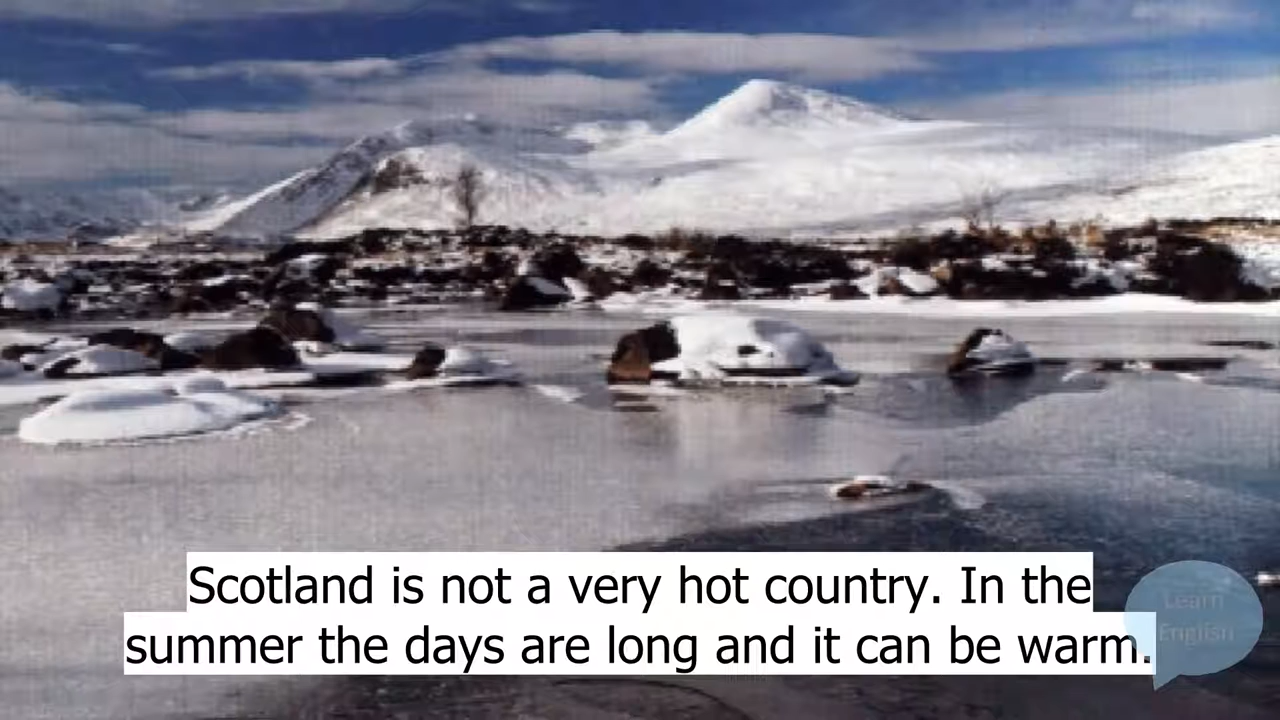 Scotland is not a very hot country. In the
summer the days are long and it can be warm.
Learn
English